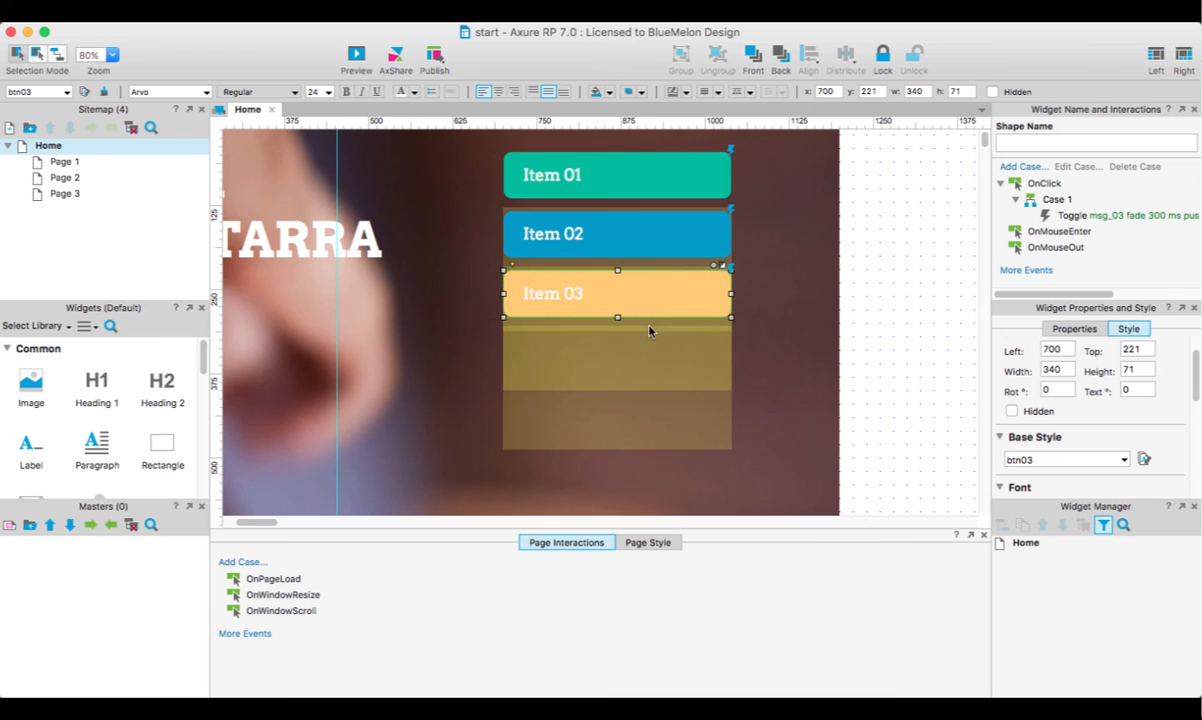 start - Axure RP 7.0 : Licensed to BlueMelon Design
80%
Selection Mode
Zoom
Preview
AxShare
Publish
Group
Ungroup
Front
Back
Align
Distribute
Lock
Unlock
Left
Right
btn03
Arvo
Regular
24
B I U
x: 700 y: 221 w: 340 h: 71
Hidden
Sitemap (4)
Home
Page 1
Page 2
Page 3
Home
375 500 625 750 875 1000 1125 1250 1375
125
250
375
500
TARRA
Item 01
Item 02
Item 03
Widgets (Default)
Select Library
Common
Image
H1
Heading 1
H2
Heading 2
A_
Label
A
Paragraph
Rectangle
Masters (0)
Page Interactions
Page Style
Add Case...
OnPageLoad
OnWindowResize
OnWindowScroll
More Events
Widget Name and Interactions
Shape Name
Add Case... Edit Case... Delete Case
OnClick
Case 1
Toggle msg_03 fade 300 ms pus
OnMouseEnter
OnMouseOut
More Events
Widget Properties and Style
Properties
Style
Left: 700 Top: 221
Width: 340 Height: 71
Rot °: 0 Text °: 0
Hidden
Base Style
btn03
Font
Widget Manager
Home